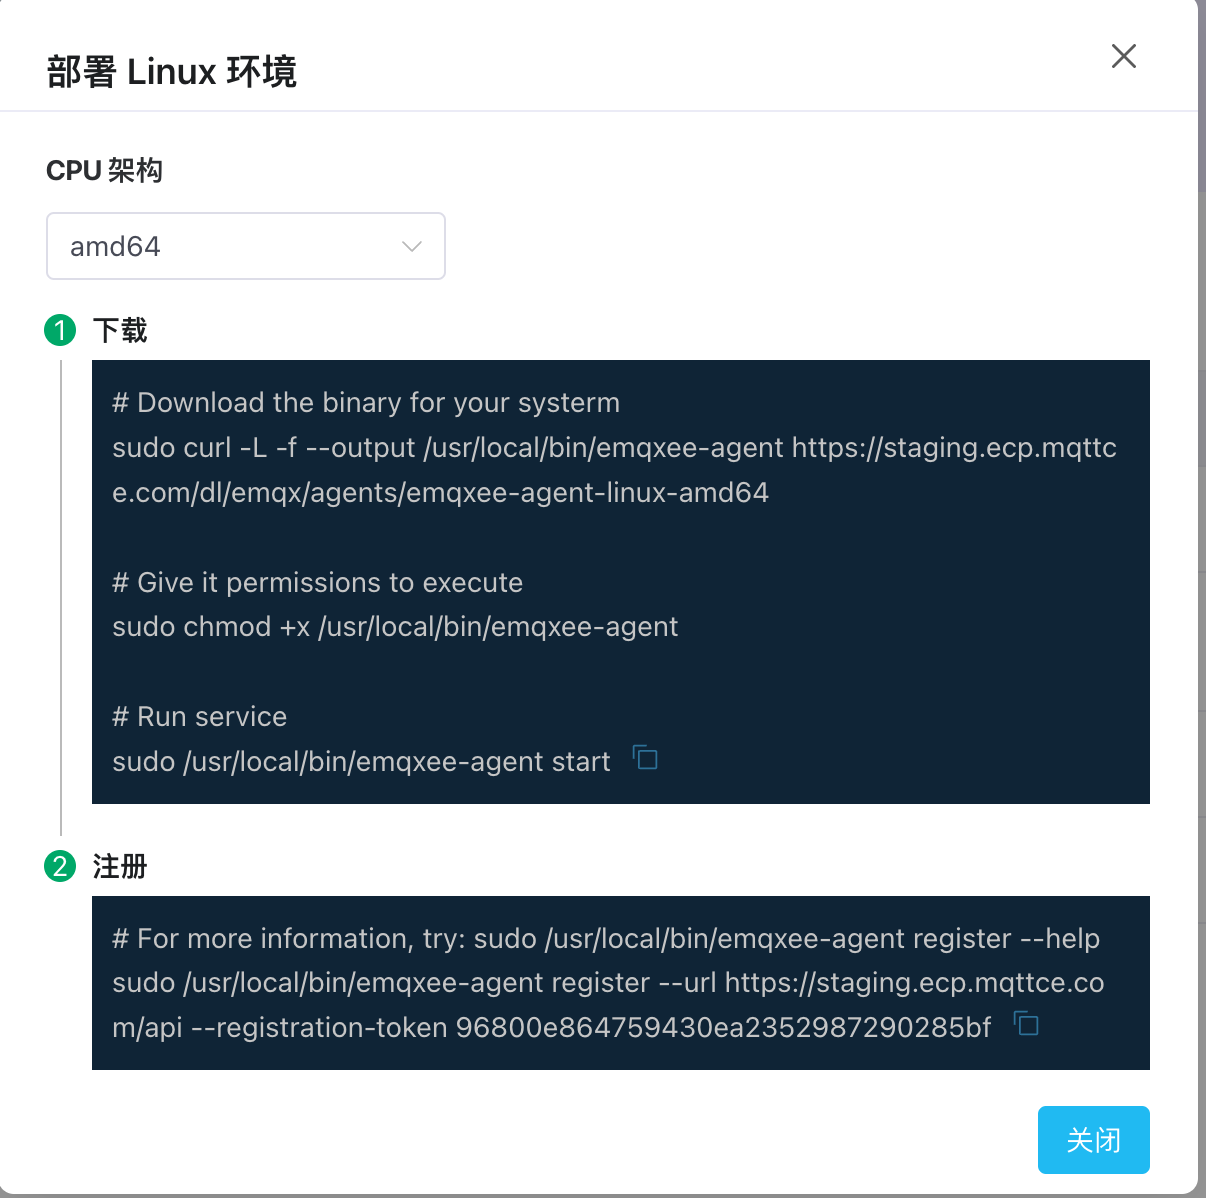 部署 Linux 环境
CPU 架构
amd64
1 下载
# Download the binary for your systerm
sudo curl -L -f --output /usr/local/bin/emqxee-agent https://staging.ecp.mqttc
e.com/dl/emqx/agents/emqxee-agent-linux-amd64
# Give it permissions to execute
sudo chmod +x /usr/local/bin/emqxee-agent
# Run service
sudo /usr/local/bin/emqxee-agent start
2 注册
# For more information, try: sudo /usr/local/bin/emqxee-agent register --help
sudo /usr/local/bin/emqxee-agent register --url https://staging.ecp.mqttce.co
m/api --registration-token 96800e864759430ea2352987290285bf
关闭